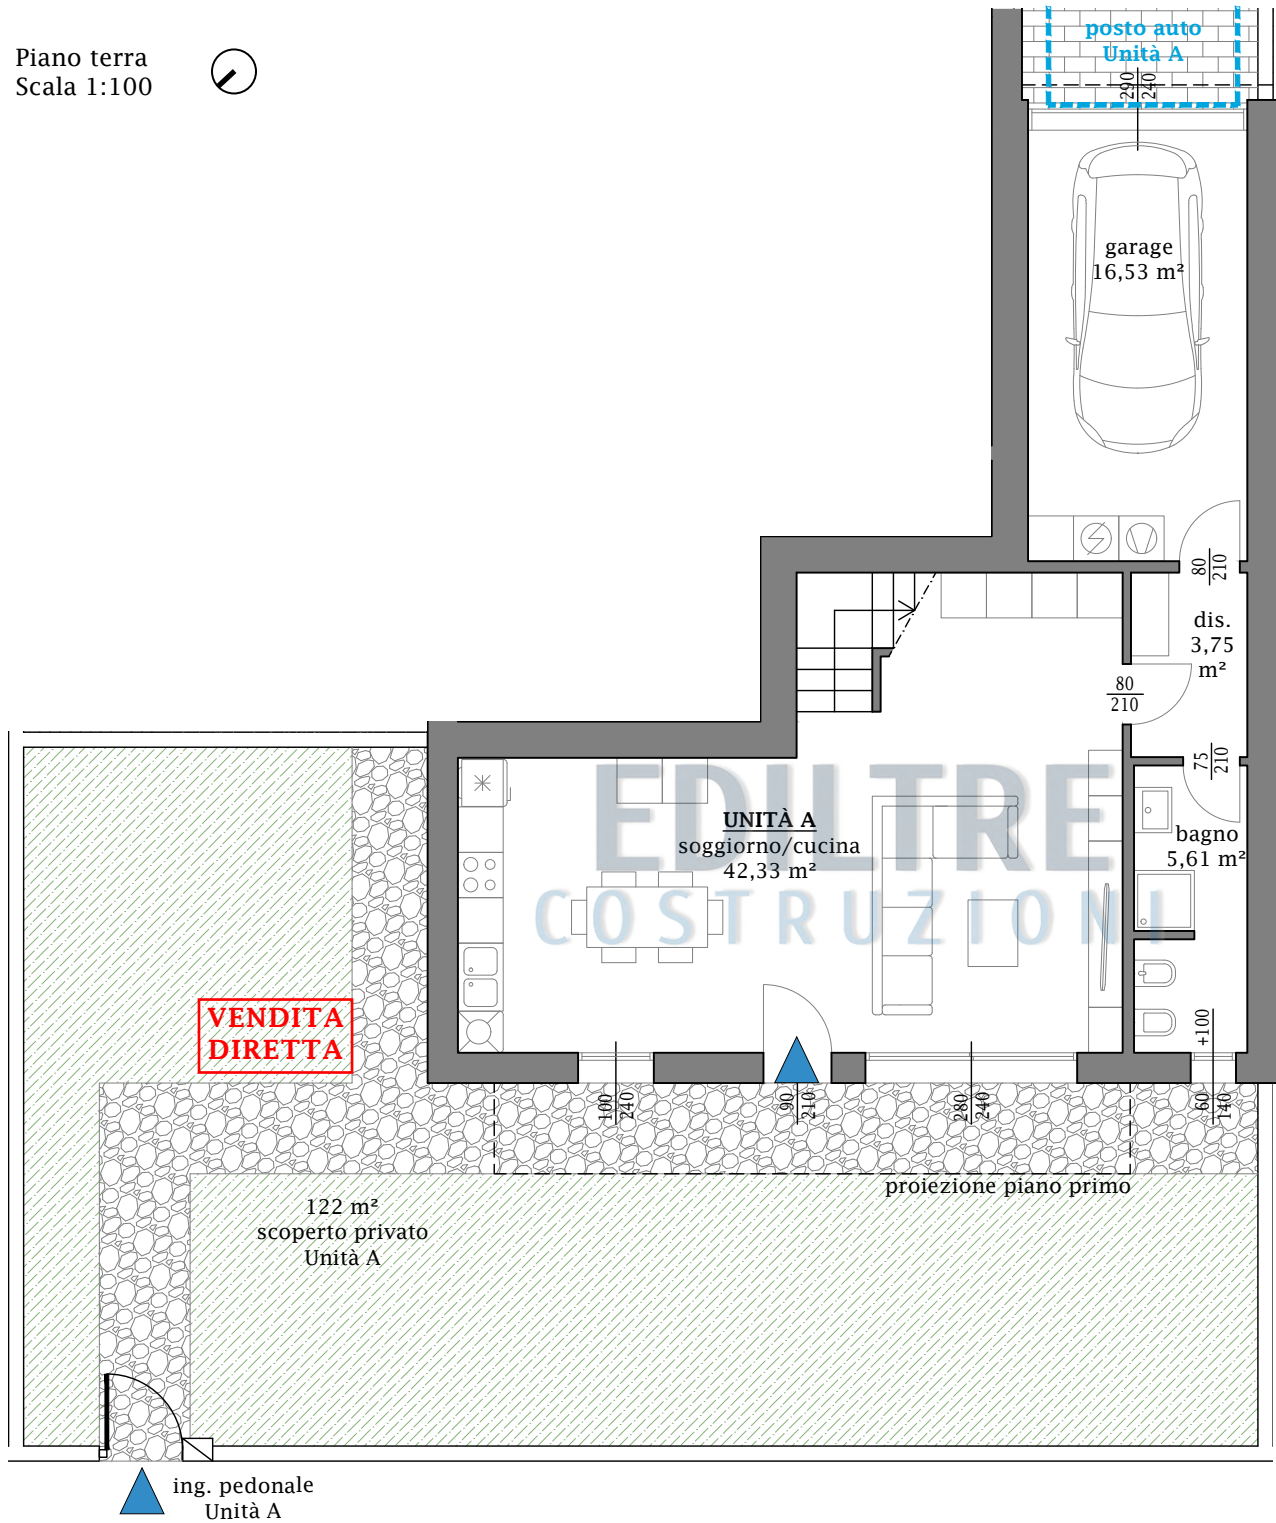 Piano terra
Scala 1:100
posto auto
Unità A
290
240
garage
16,53 m²
80
210
dis.
3,75
m²
80
210
75
210
EDILTRE
COSTRUZIONI
UNITÀ A
soggiorno/cucina
42,33 m²
bagno
5,61 m²
VENDITA
DIRETTA
+100
100
240
90
210
280
240
60
140
proiezione piano primo
122 m²
scoperto privato
Unità A
ing. pedonale
Unità A